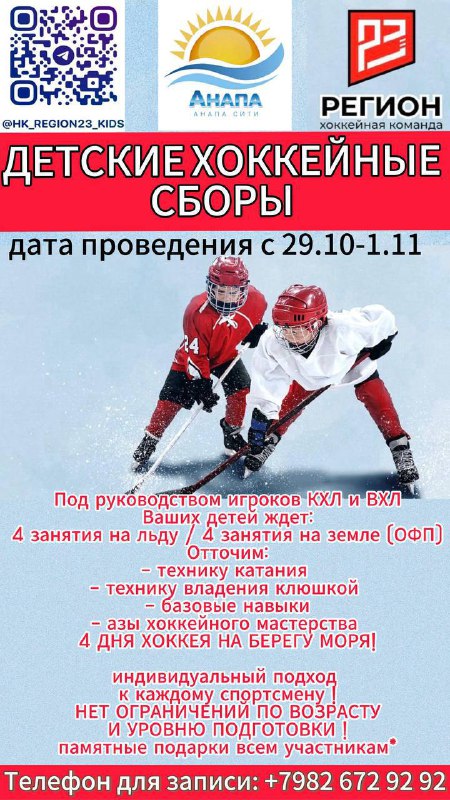 @HK_REGION23_KIDS
АНАПА
АНАПА СИТИ
РЕГИОН
хоккейная команда
ДЕТСКИЕ ХОККЕЙНЫЕ
СБОРЫ
дата проведения с 29.10-1.11
24
Под руководством игроков КХЛ и ВХЛ
Ваших детей ждет:
4 занятия на льду / 4 занятия на земле (ОФП)
Отточим:
- технику катания
- технику владения клюшкой
- базовые навыки
- азы хоккейного мастерства
4 ДНЯ ХОККЕЯ НА БЕРЕГУ МОРЯ!
индивидуальный подход
к каждому спортсмену !
НЕТ ОГРАНИЧЕНИЙ ПО ВОЗРАСТУ
И УРОВНЮ ПОДГОТОВКИ !
памятные подарки всем участникам*
Телефон для записи: +7982 672 92 92